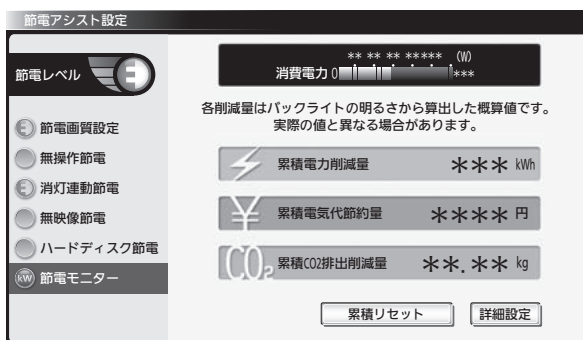 節電アシスト設定
節電レベル
節電画質設定
無操作節電
消灯連動節電
無映像節電
ハードディスク節電
kW 節電モニター
** ** ** ***** (W)
消費電力 0 ***
各削減量はバックライトの明るさから算出した概算値です。
実際の値と異なる場合があります。
累積電力削減量 *** kWh
¥ 累積電気代節約量 **** 円
CO2 累積CO2排出削減量 **.** kg
累積リセット 詳細設定